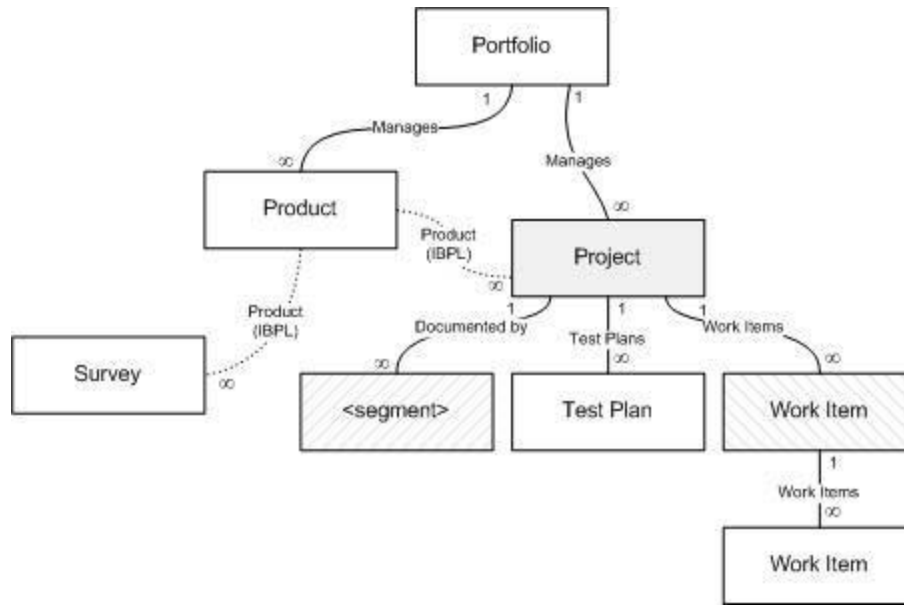 Portfolio
1
1
Manages
Manages
∞
∞
Product
Product
(IBPL)
Project
∞
Product
(IBPL)
1
1
1
Documented by
Test Plans
Work Items
Survey
∞
∞
∞
∞
<segment>
Test Plan
Work Item
1
Work Items
∞
Work Item